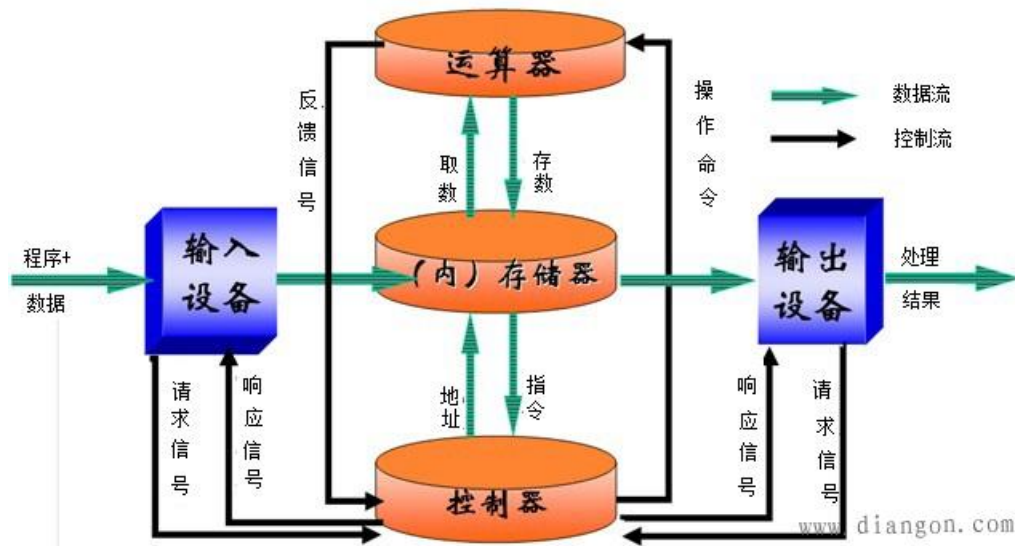 运算器
反馈信号
操作命令
数据流
控制流
取数
存数
程序+
数据
输入
设备
（内）存储器
输出
设备
处理
结果
请求信号
响应信号
地址
指令
响应信号
请求信号
控制器
www.diangon.com